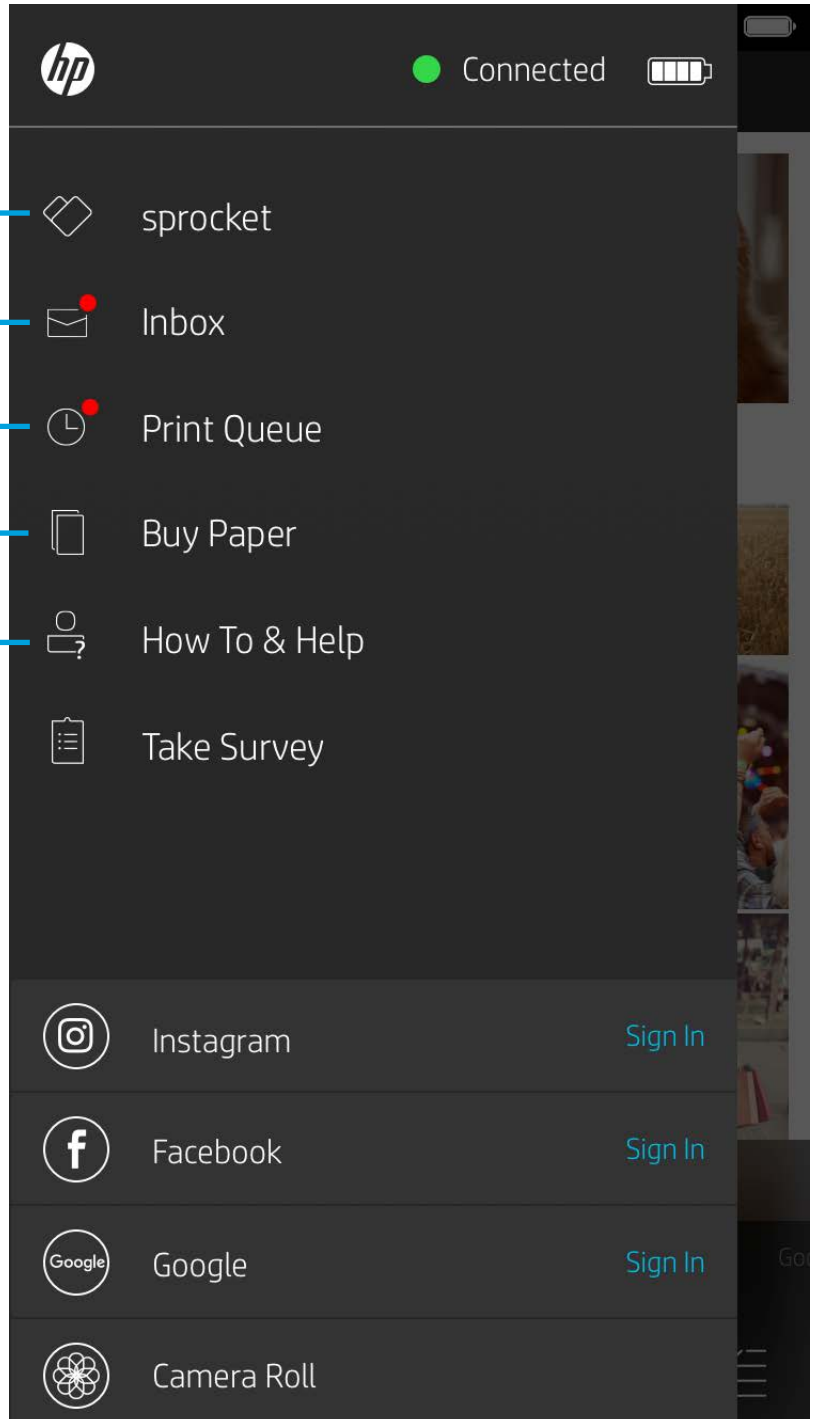 hp
Connected
sprocket
Inbox
Print Queue
Buy Paper
How To & Help
Take Survey
Instagram
Sign In
Facebook
Sign In
Google
Google
Sign In
Camera Roll